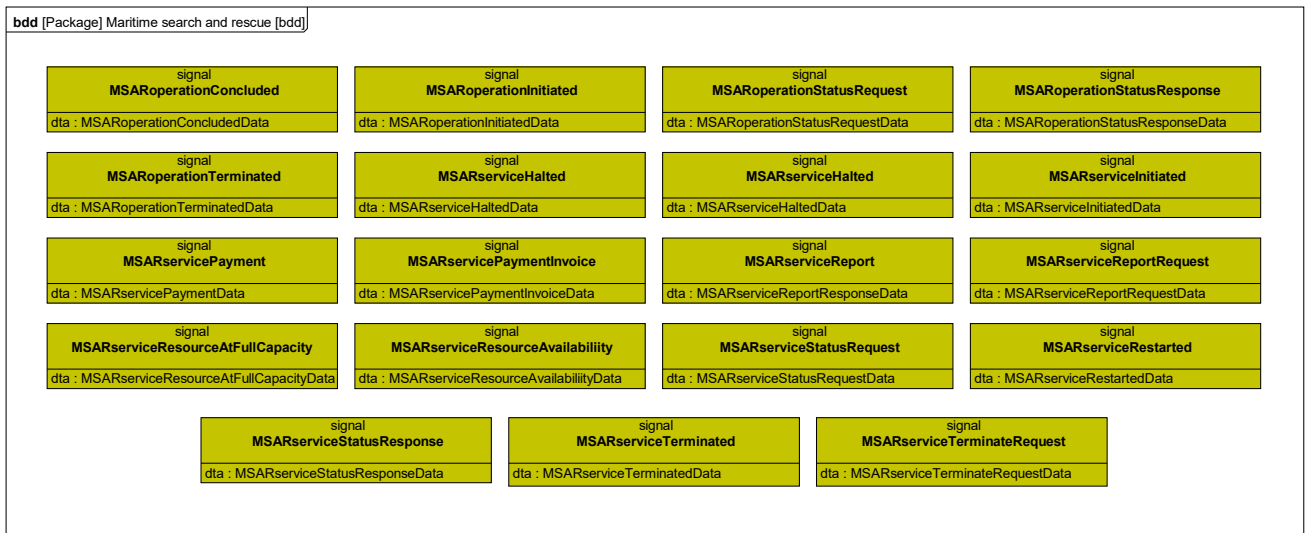 bdd [Package] Maritime search and rescue [bdd]
signal
MSARoperationConcluded
dta : MSARoperationConcludedData
signal
MSARoperationInitiated
dta : MSARoperationInitiatedData
signal
MSARoperationStatusRequest
dta : MSARoperationStatusRequestData
signal
MSARoperationStatusResponse
dta : MSARoperationStatusResponseData
signal
MSARoperationTerminated
dta : MSARoperationTerminatedData
signal
MSARserviceHalted
dta : MSARserviceHaltedData
signal
MSARserviceHalted
dta : MSARserviceHaltedData
signal
MSARserviceInitiated
dta : MSARserviceInitiatedData
signal
MSARservicePayment
dta : MSARservicePaymentData
signal
MSARservicePaymentInvoice
dta : MSARservicePaymentInvoiceData
signal
MSARserviceReport
dta : MSARserviceReportResponseData
signal
MSARserviceReportRequest
dta : MSARserviceReportRequestData
signal
MSARserviceResourceAtFullCapacity
dta : MSARserviceResourceAtFullCapacityData
signal
MSARserviceResourceAvailabiliity
dta : MSARserviceResourceAvailabiliityData
signal
MSARserviceStatusRequest
dta : MSARserviceStatusRequestData
signal
MSARserviceRestarted
dta : MSARserviceRestartedData
signal
MSARserviceStatusResponse
dta : MSARserviceStatusResponseData
signal
MSARserviceTerminated
dta : MSARserviceTerminatedData
signal
MSARserviceTerminateRequest
dta : MSARserviceTerminateRequestData